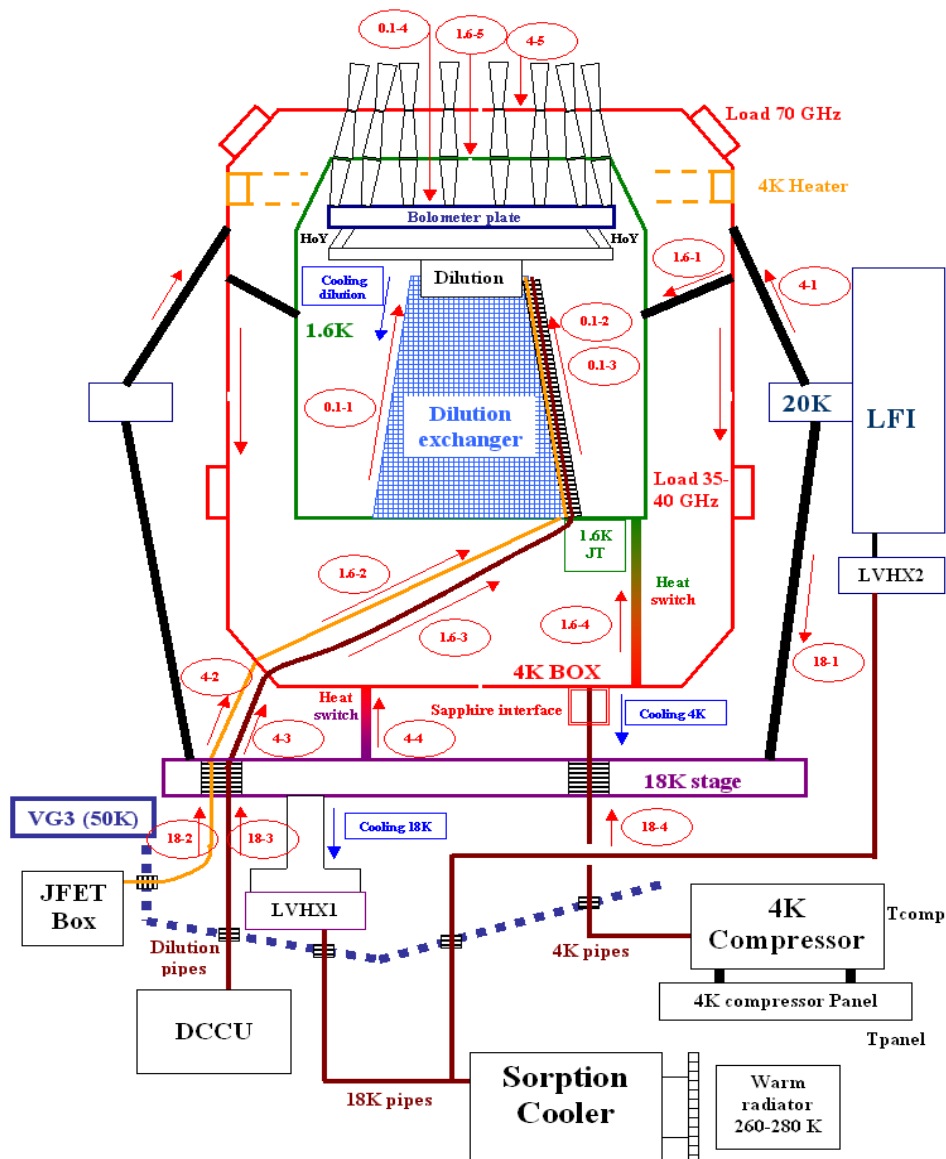 0.1-4
1.6-5
4-5
Load 70 GHz
4K Heater
Bolometer plate
HoY
HoY
1.6-1
Cooling
dilution
Dilution
4-1
1.6K
0.1-2
0.1-3
0.1-1
20K
LFI
Dilution
exchanger
Load 35-
40 GHz
1.6K
JT
1.6-2
LVHX2
Heat
switch
1.6-3
1.6-4
18-1
4-2
4K BOX
Heat
switch
Sapphire interface
Cooling 4K
4-3
4-4
18K stage
VG3 (50K)
18-2
18-3
Cooling 18K
18-4
JFET
Box
LVHX1
4K
Compressor
Tcomp
Dilution
pipes
4K pipes
4K compressor Panel
DCCU
Tpanel
Sorption
Cooler
Warm
radiator
260-280 K
18K pipes